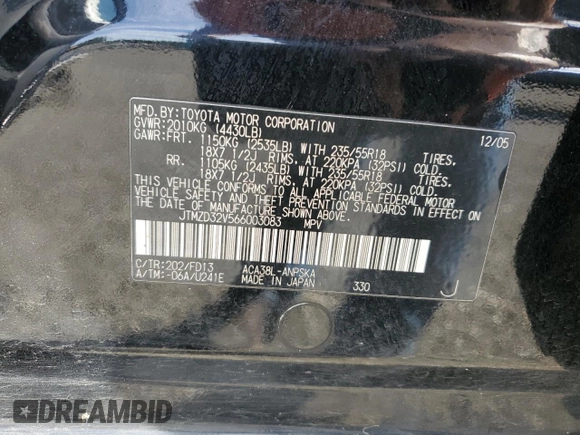 MFD.BY:TOYOTA MOTOR CORPORATION 12/05
GVWR:2010KG (4430LB)
GAWR:FRT. 1150KG (2535LB) WITH 235/55R18 TIRES.
18X7 1/2J RIMS, AT 220KPA (32PSI) COLD.
RR. 1105KG (2435LB) WITH 235/55R18 TIRES.
18X7 1/2J RIMS, AT 220KPA (32PSI) COLD.
THIS VEHICLE CONFORMS TO ALL APPLICABLE FEDERAL MOTOR
VEHICLE SAFETY AND THEFT PREVENTION STANDARDS IN EFFECT ON
THE DATE OF MANUFACTURE SHOWN ABOVE.
JTMZD32V566003083 MPV
C/TR:202/FD13 ACA38L-ANPSKA
A/TM:-06A/U241E MADE IN JAPAN 330 J
DREAMBID